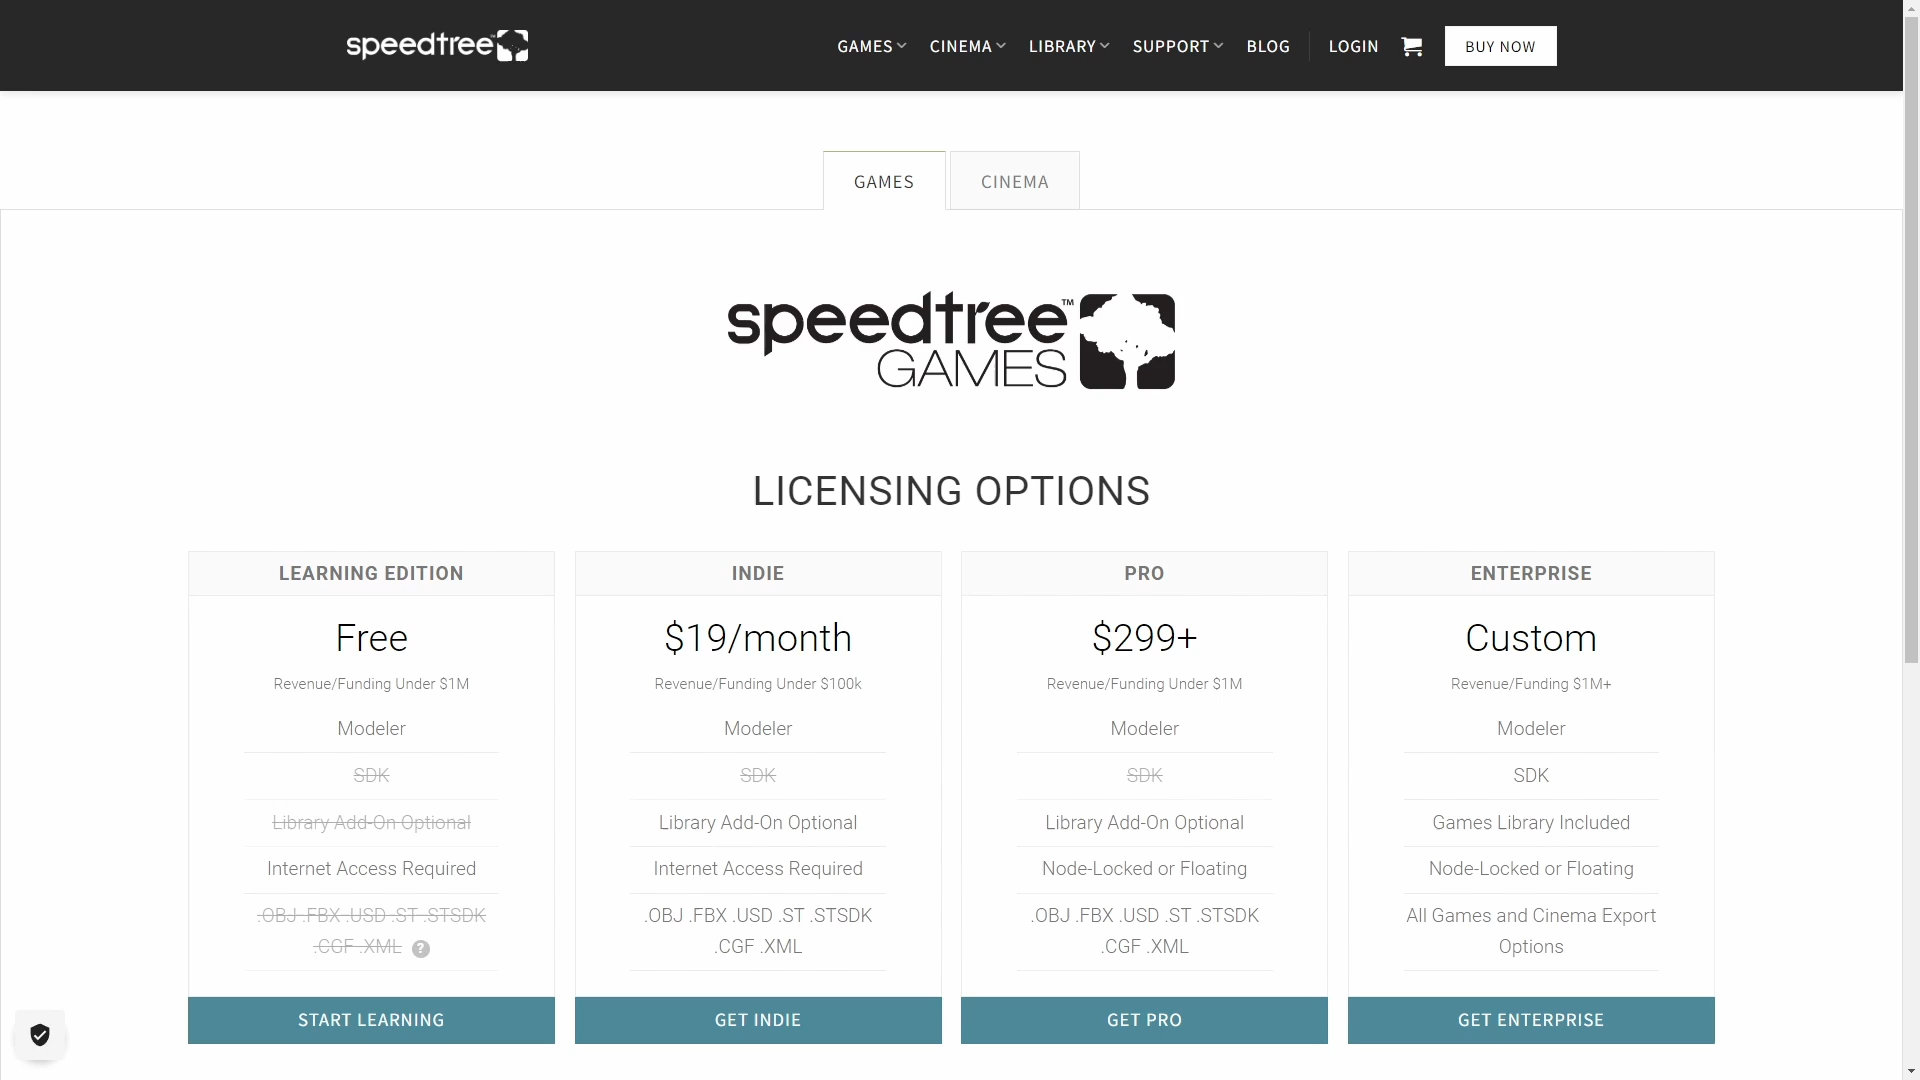 speedtree
GAMES CINEMA LIBRARY SUPPORT BLOG LOGIN BUY NOW
GAMES CINEMA
speedtree™
GAMES
LICENSING OPTIONS
LEARNING EDITION
Free
Revenue/Funding Under $1M
Modeler
SDK
Library Add-On Optional
Internet Access Required
.OBJ .FBX .USD .ST .STSDK
.CGF .XML ?
START LEARNING
INDIE
$19/month
Revenue/Funding Under $100k
Modeler
SDK
Library Add-On Optional
Internet Access Required
.OBJ .FBX .USD .ST .STSDK
.CGF .XML
GET INDIE
PRO
$299+
Revenue/Funding Under $1M
Modeler
SDK
Library Add-On Optional
Node-Locked or Floating
.OBJ .FBX .USD .ST .STSDK
.CGF .XML
GET PRO
ENTERPRISE
Custom
Revenue/Funding $1M+
Modeler
SDK
Games Library Included
Node-Locked or Floating
All Games and Cinema Export
Options
GET ENTERPRISE